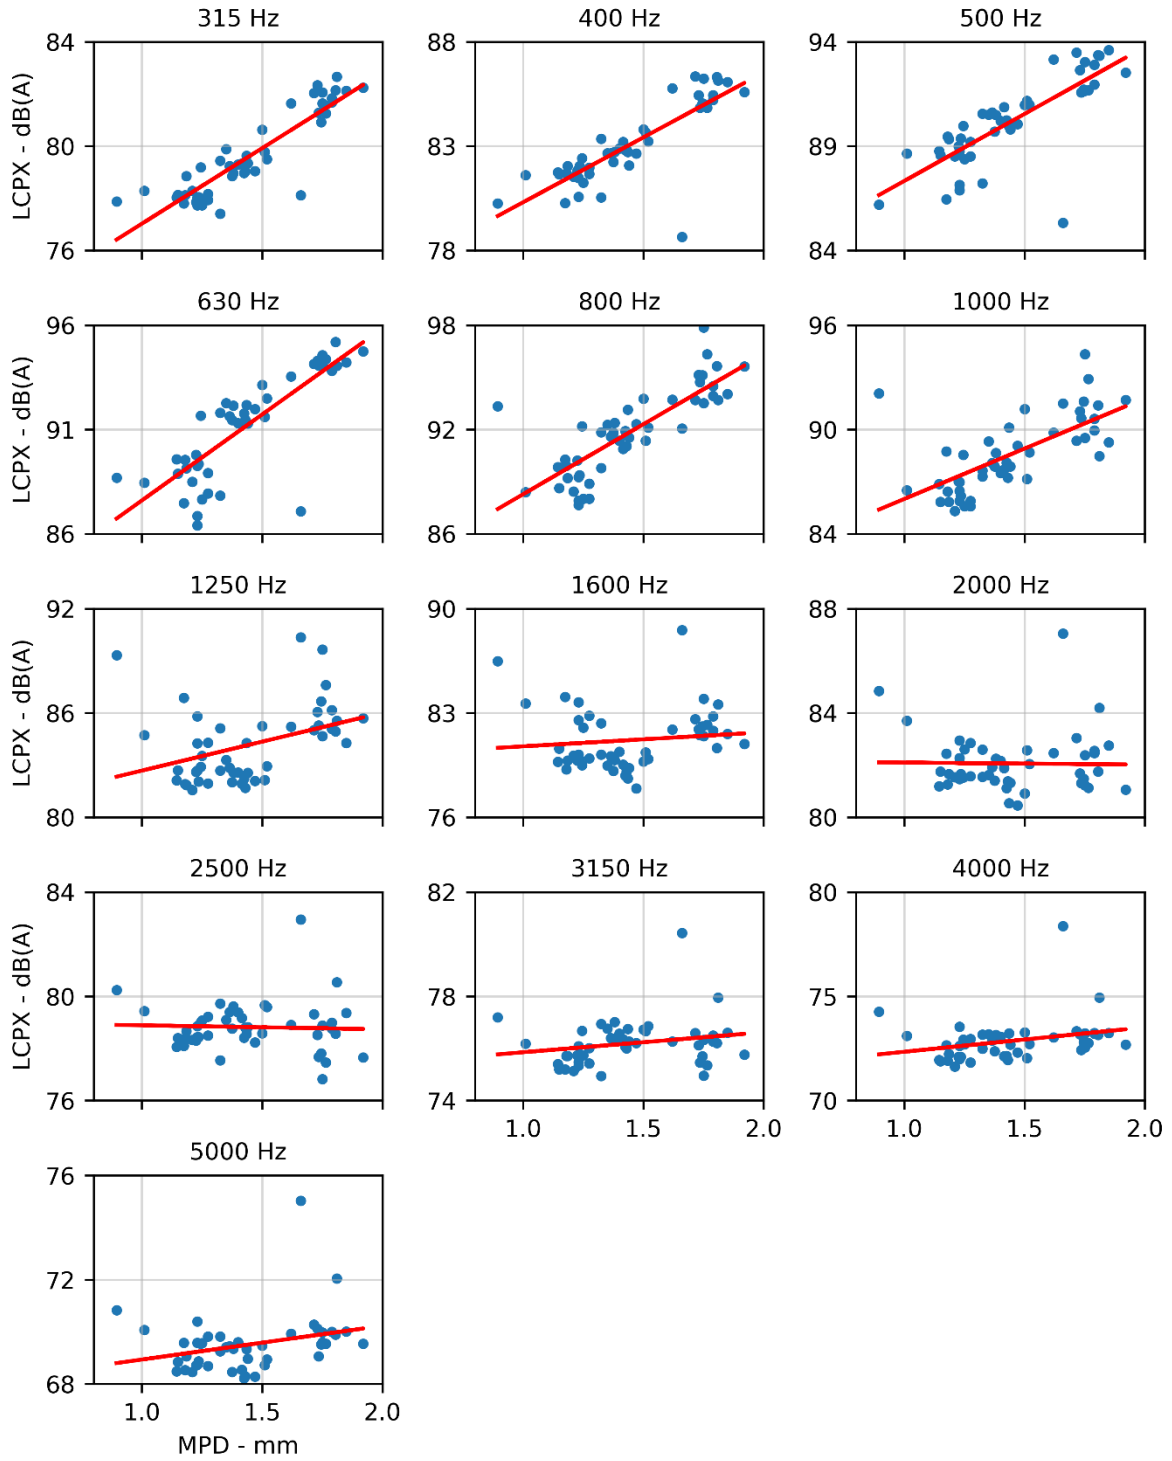 315 Hz 400 Hz 500 Hz
84 88 94
LCPX - dB(A)
80 83 89
76 78 84
630 Hz 800 Hz 1000 Hz
96 98 96
LCPX - dB(A)
91 92 90
86 86 84
1250 Hz 1600 Hz 2000 Hz
92 90 88
LCPX - dB(A)
86 83 84
80 76 80
2500 Hz 3150 Hz 4000 Hz
84 82 80
LCPX - dB(A)
80 78 75
76 74 70
1.0 1.5 2.0 1.0 1.5 2.0
5000 Hz
76
72
68
1.0 1.5 2.0
MPD - mm